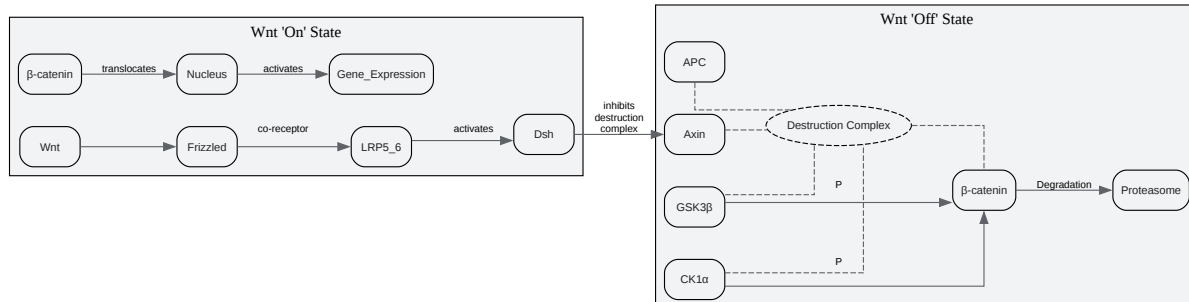 Wnt 'On' State
β-catenin
translocates
Nucleus
activates
Gene_Expression
Wnt
Frizzled
co-receptor
LRP5_6
activates
Dsh
inhibits
destruction
complex
Wnt 'Off' State
APC
Axin
Destruction Complex
GSK3β
P
β-catenin
Degradation
Proteasome
CK1α
P